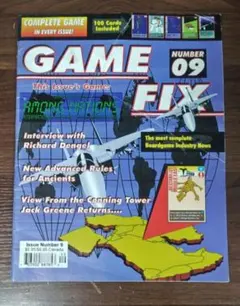 COMPLETE GAME
IN EVERY ISSUE!
100 Cards
Included
GAME
FIX
NUMBER
09
This Issue's Game:
AMONG NATIONS
Interview with
Richard Dengel
The most complete
Boardgame Industry News
New Advanced Rules
for Ancients
View From the Conning Tower
Jack Greene Returns....
Issue Number 9